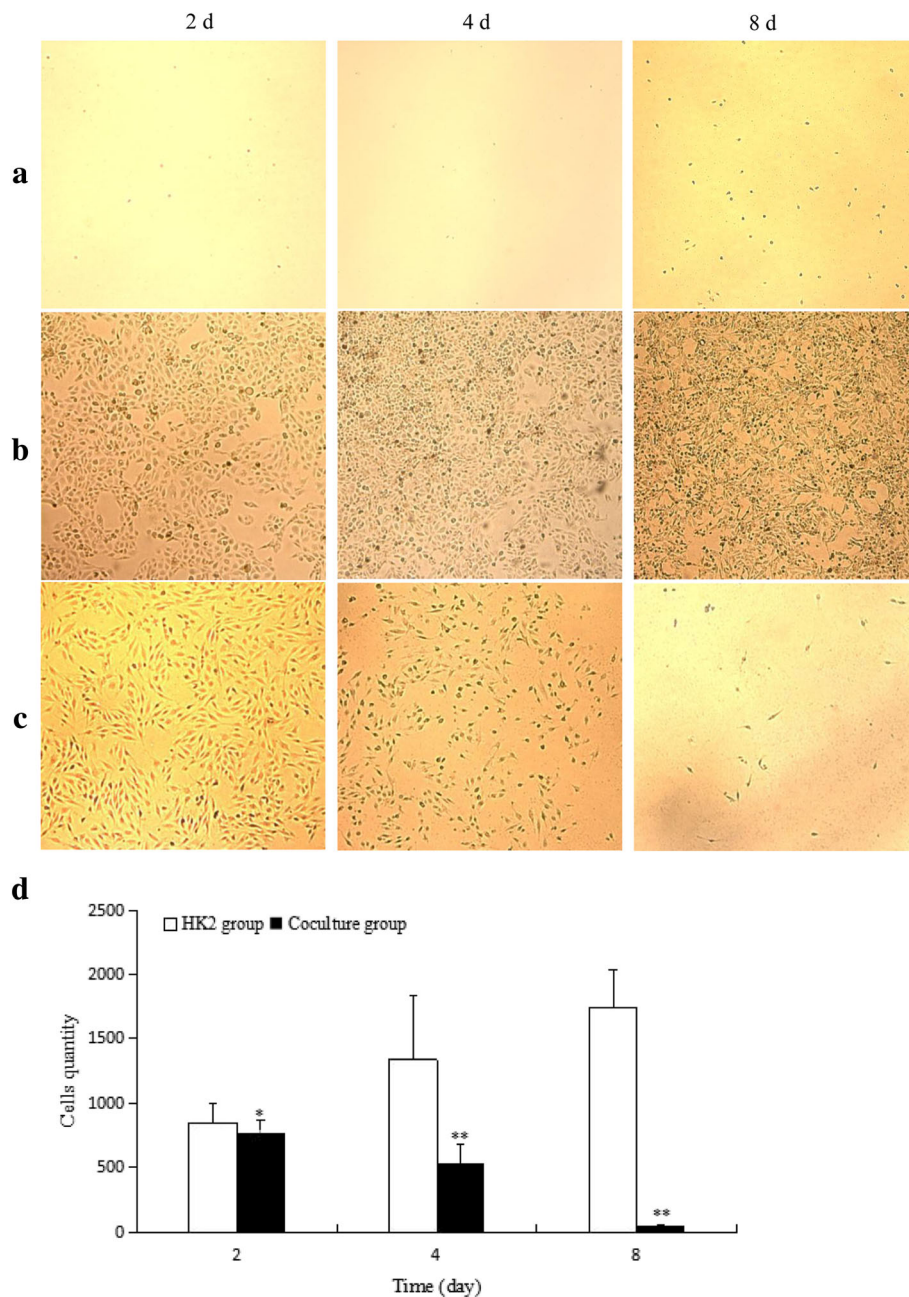 2 d 4 d 8 d
a
b
c
d
2500
HK2 group Coculture group
2000
1500
1000
500
0
Cells quantity
*
**
**
2 4 8
Time (day)